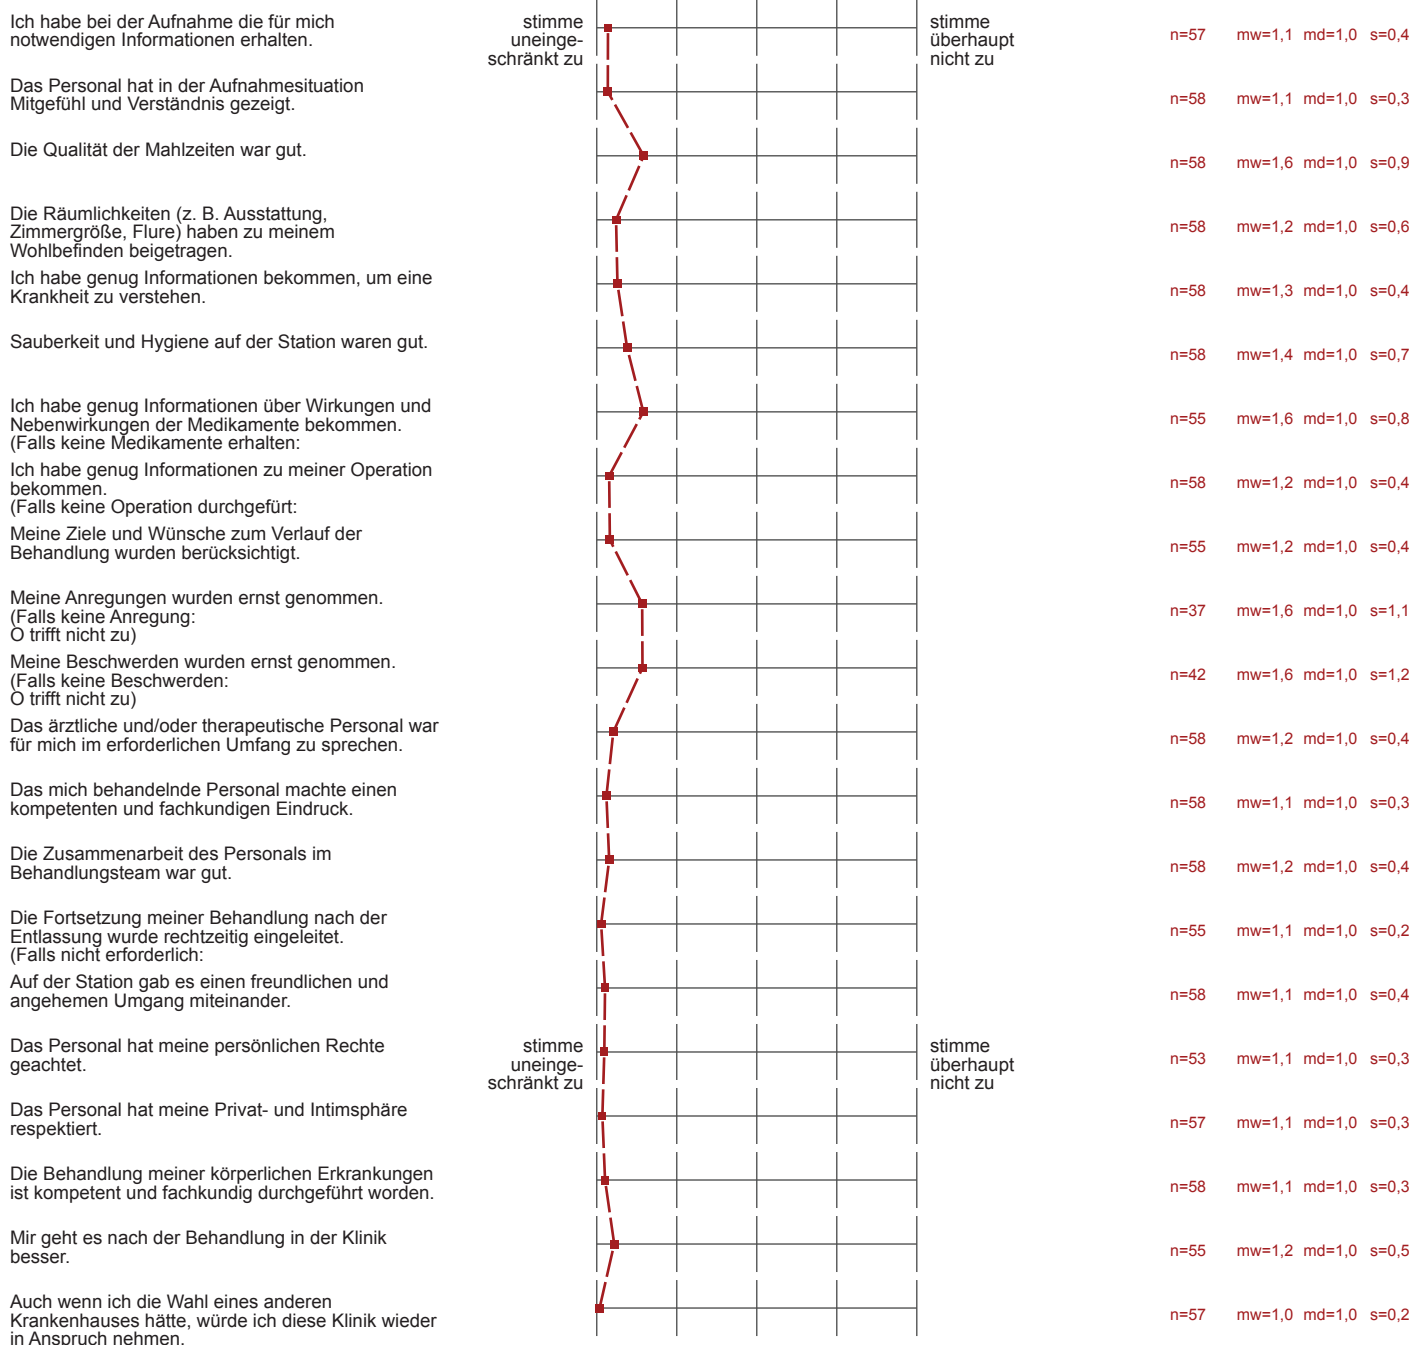 Ich habe bei der Aufnahme die für mich
notwendigen Informationen erhalten.
stimme
uneinge-
schränkt zu
stimme
überhaupt
nicht zu
n=57 mw=1,1 md=1,0 s=0,4
Das Personal hat in der Aufnahmesituation
Mitgefühl und Verständnis gezeigt.
n=58 mw=1,1 md=1,0 s=0,3
Die Qualität der Mahlzeiten war gut.
n=58 mw=1,6 md=1,0 s=0,9
Die Räumlichkeiten (z. B. Ausstattung,
Zimmergröße, Flure) haben zu meinem
Wohlbefinden beigetragen.
n=58 mw=1,2 md=1,0 s=0,6
Ich habe genug Informationen bekommen, um eine
Krankheit zu verstehen.
n=58 mw=1,3 md=1,0 s=0,4
Sauberkeit und Hygiene auf der Station waren gut.
n=58 mw=1,4 md=1,0 s=0,7
Ich habe genug Informationen über Wirkungen und
Nebenwirkungen der Medikamente bekommen.
(Falls keine Medikamente erhalten:
n=55 mw=1,6 md=1,0 s=0,8
Ich habe genug Informationen zu meiner Operation
bekommen.
(Falls keine Operation durchgefürt:
n=58 mw=1,2 md=1,0 s=0,4
Meine Ziele und Wünsche zum Verlauf der
Behandlung wurden berücksichtigt.
n=55 mw=1,2 md=1,0 s=0,4
Meine Anregungen wurden ernst genommen.
(Falls keine Anregung:
O trifft nicht zu)
n=37 mw=1,6 md=1,0 s=1,1
Meine Beschwerden wurden ernst genommen.
(Falls keine Beschwerden:
O trifft nicht zu)
n=42 mw=1,6 md=1,0 s=1,2
Das ärztliche und/oder therapeutische Personal war
für mich im erforderlichen Umfang zu sprechen.
n=58 mw=1,2 md=1,0 s=0,4
Das mich behandelnde Personal machte einen
kompetenten und fachkundigen Eindruck.
n=58 mw=1,1 md=1,0 s=0,3
Die Zusammenarbeit des Personals im
Behandlungsteam war gut.
n=58 mw=1,2 md=1,0 s=0,4
Die Fortsetzung meiner Behandlung nach der
Entlassung wurde rechtzeitig eingeleitet.
(Falls nicht erforderlich:
n=55 mw=1,1 md=1,0 s=0,2
Auf der Station gab es einen freundlichen und
angehemen Umgang miteinander.
n=58 mw=1,1 md=1,0 s=0,4
Das Personal hat meine persönlichen Rechte
geachtet.
stimme
uneinge-
schränkt zu
stimme
überhaupt
nicht zu
n=53 mw=1,1 md=1,0 s=0,3
Das Personal hat meine Privat- und Intimsphäre
respektiert.
n=57 mw=1,1 md=1,0 s=0,3
Die Behandlung meiner körperlichen Erkrankungen
ist kompetent und fachkundig durchgeführt worden.
n=58 mw=1,1 md=1,0 s=0,3
Mir geht es nach der Behandlung in der Klinik
besser.
n=55 mw=1,2 md=1,0 s=0,5
Auch wenn ich die Wahl eines anderen
Krankenhauses hätte, würde ich diese Klinik wieder
in Anspruch nehmen.
n=57 mw=1,0 md=1,0 s=0,2